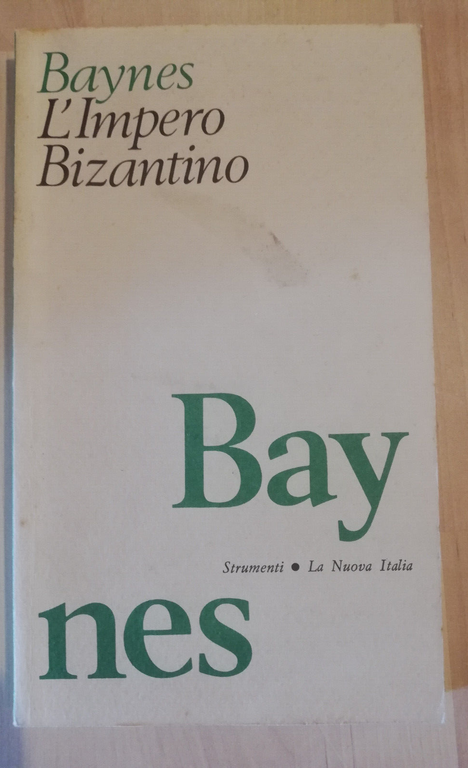 Baynes
L'Impero
Bizantino
Bay
Strumenti ● La Nuova Italia
nes